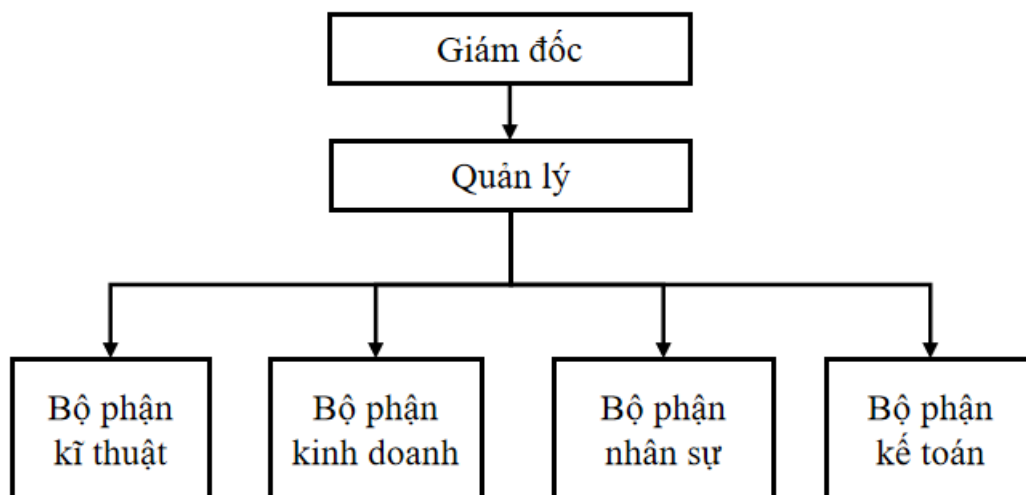 Giám đốc
Quản lý
Bộ phận
kĩ thuật
Bộ phận
kinh doanh
Bộ phận
nhân sự
Bộ phận
kế toán